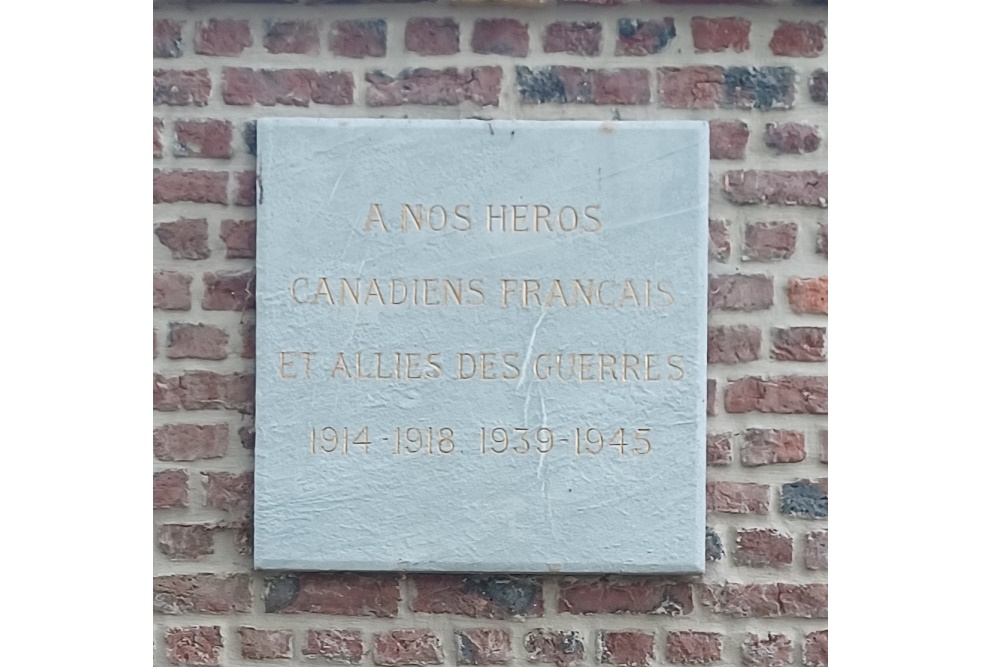 A NOS HEROS
CANADIENS FRANCAIS
ET ALLIES DES GUERRES
1914-1918. 1939-1945